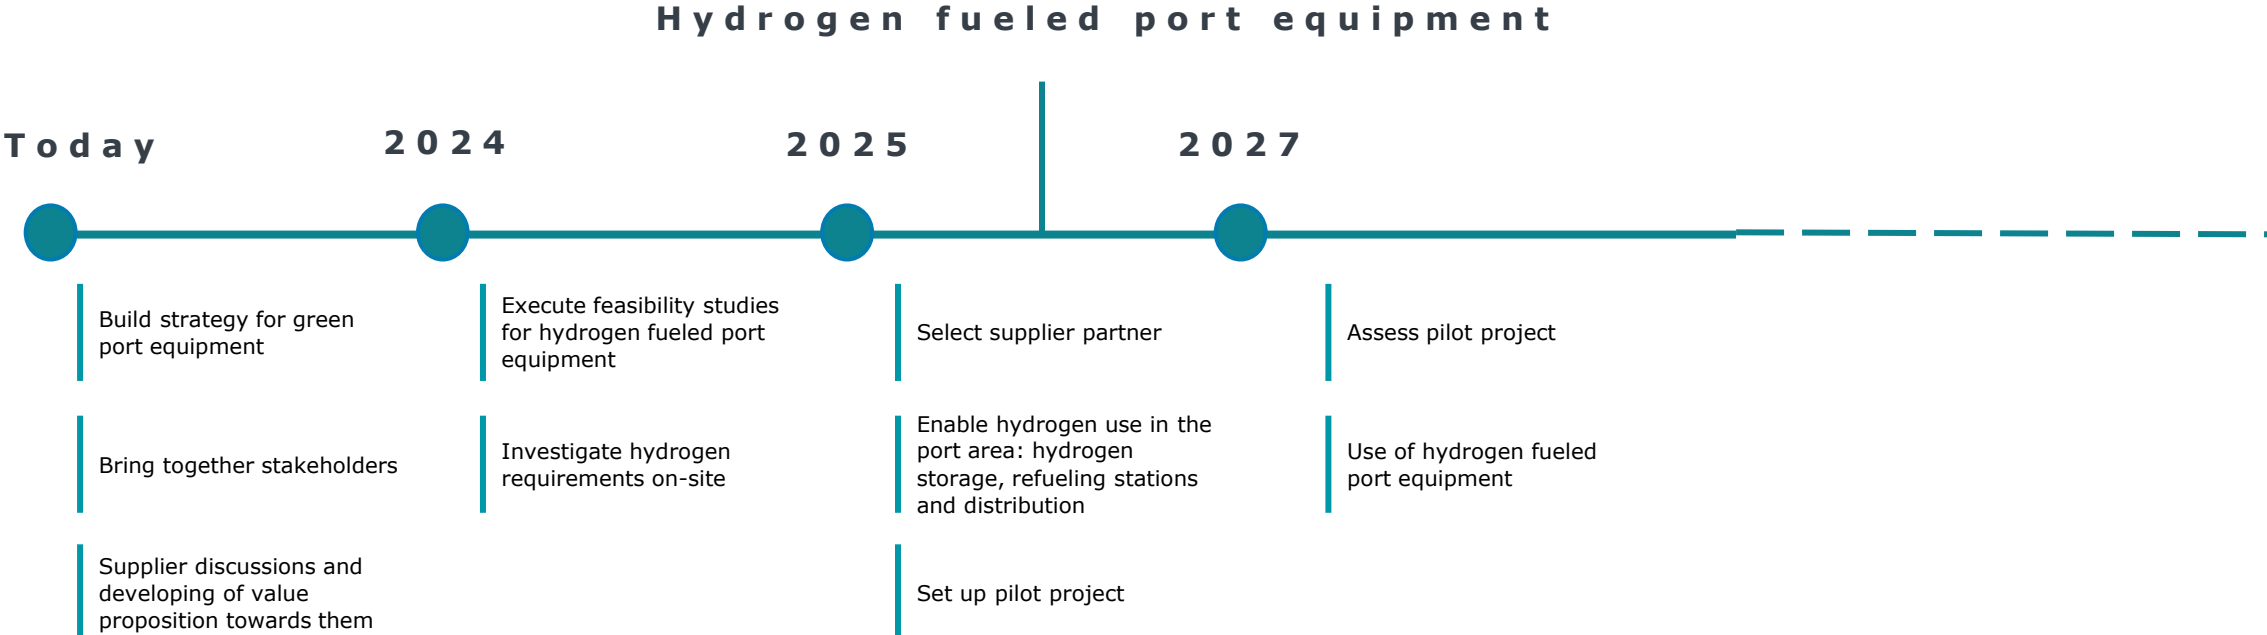 Hydrogen fueled port equipment
Today
2024
2025
2027
Build strategy for green
port equipment
Bring together stakeholders
Supplier discussions and
developing of value
proposition towards them
Execute feasibility studies
for hydrogen fueled port
equipment
Investigate hydrogen
requirements on-site
Select supplier partner
Enable hydrogen use in the
port area: hydrogen
storage, refueling stations
and distribution
Set up pilot project
Assess pilot project
Use of hydrogen fueled
port equipment